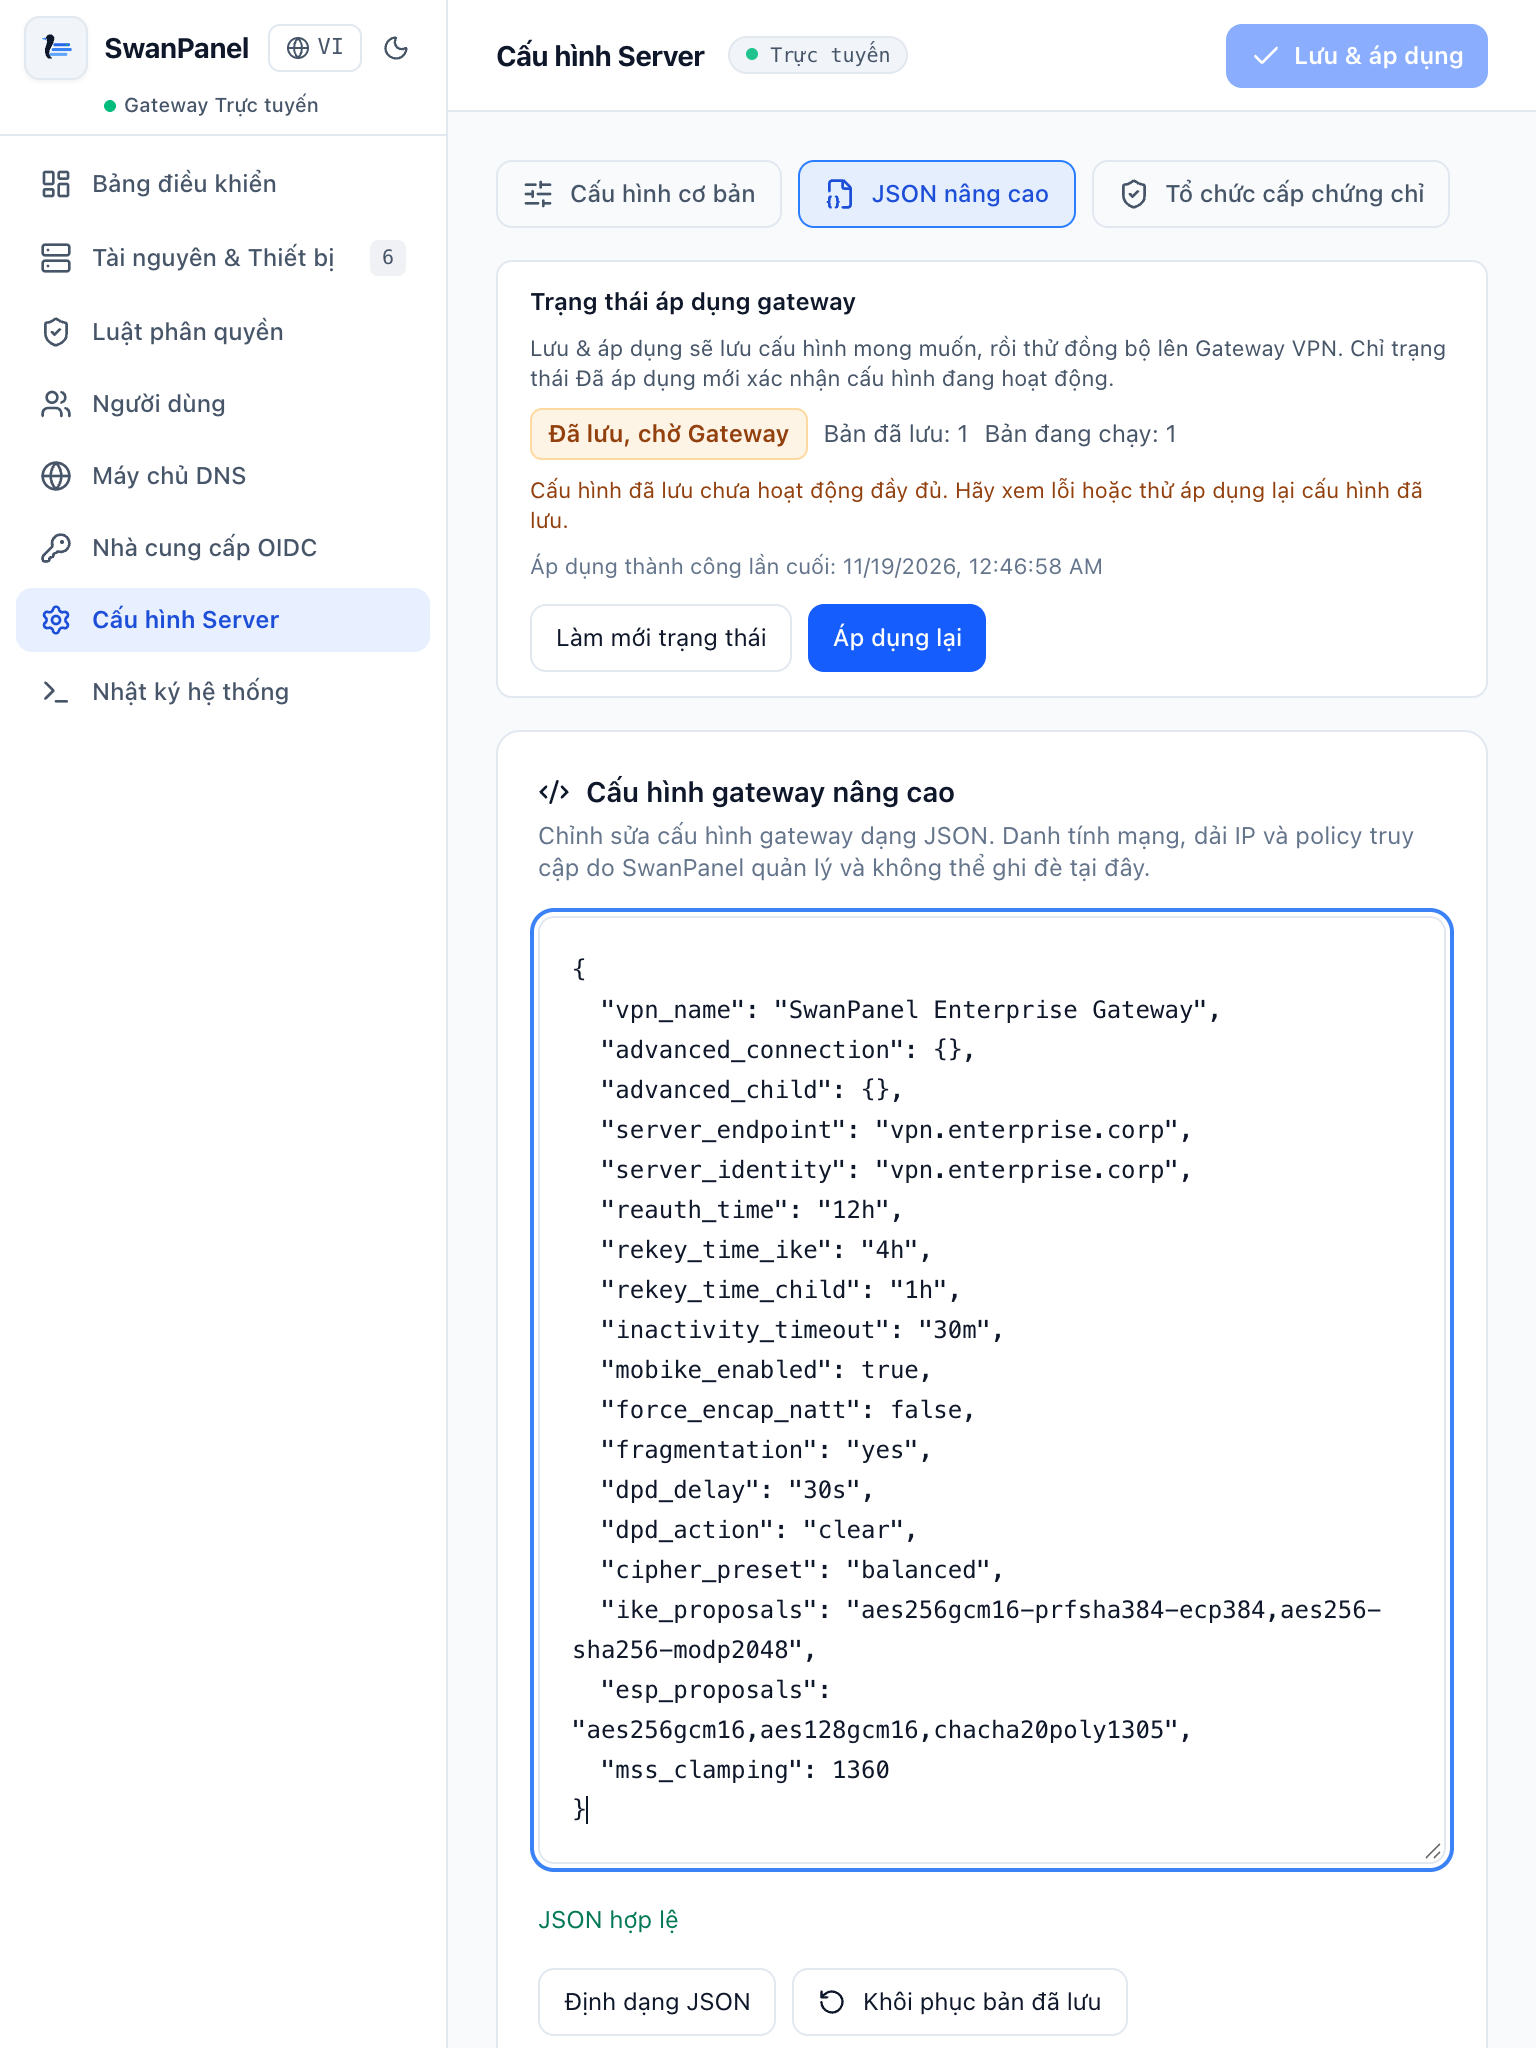 SwanPanel
VI
Gateway Trực tuyến
Bảng điều khiển
Tài nguyên & Thiết bị 6
Luật phân quyền
Người dùng
Máy chủ DNS
Nhà cung cấp OIDC
Cấu hình Server
Nhật ký hệ thống
Cấu hình Server
Trực tuyến
Lưu & áp dụng
Cấu hình cơ bản
JSON nâng cao
Tổ chức cấp chứng chỉ
Trạng thái áp dụng gateway
Lưu & áp dụng sẽ lưu cấu hình mong muốn, rồi thử đồng bộ lên Gateway VPN. Chỉ trạng
thái Đã áp dụng mới xác nhận cấu hình đang hoạt động.
Đã lưu, chờ Gateway Bản đã lưu: 1 Bản đang chạy: 1
Cấu hình đã lưu chưa hoạt động đầy đủ. Hãy xem lỗi hoặc thử áp dụng lại cấu hình đã
lưu.
Áp dụng thành công lần cuối: 11/19/2026, 12:46:58 AM
Làm mới trạng thái
Áp dụng lại
Cấu hình gateway nâng cao
Chỉnh sửa cấu hình gateway dạng JSON. Danh tính mạng, dải IP và policy truy
cập do SwanPanel quản lý và không thể ghi đè tại đây.
{
  "vpn_name": "SwanPanel Enterprise Gateway",
  "advanced_connection": {},
  "advanced_child": {},
  "server_endpoint": "vpn.enterprise.corp",
  "server_identity": "vpn.enterprise.corp",
  "reauth_time": "12h",
  "rekey_time_ike": "4h",
  "rekey_time_child": "1h",
  "inactivity_timeout": "30m",
  "mobike_enabled": true,
  "force_encap_natt": false,
  "fragmentation": "yes",
  "dpd_delay": "30s",
  "dpd_action": "clear",
  "cipher_preset": "balanced",
  "ike_proposals": "aes256gcm16-prfsha384-ecp384,aes256-
sha256-modp2048",
  "esp_proposals":
"aes256gcm16,aes128gcm16,chacha20poly1305",
  "mss_clamping": 1360
}
JSON hợp lệ
Định dạng JSON
Khôi phục bản đã lưu